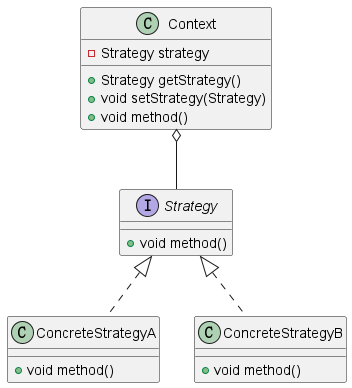 C Context
Strategy strategy
Strategy getStrategy()
void setStrategy(Strategy)
void method()
I Strategy
void method()
C ConcreteStrategyA
void method()
C ConcreteStrategyB
void method()